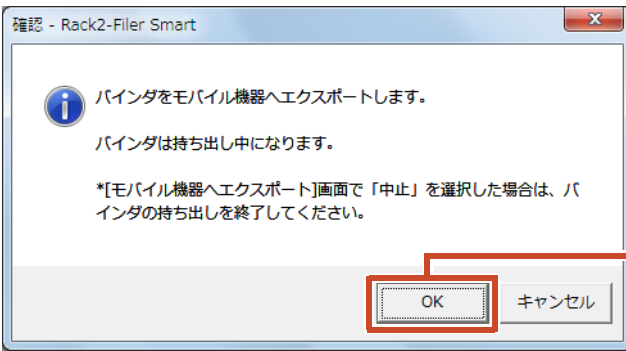 確認 - Rack2-Filer Smart
バインダをモバイル機器へエクスポートします。
バインダは持ち出し中になります。
*[モバイル機器へエクスポート]画面で「中止」を選択した場合は、バ
インダの持ち出しを終了してください。
OK キャンセル